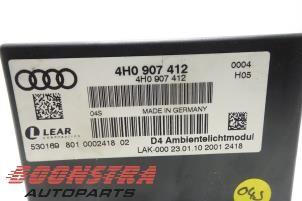 4H0 907 412
4H0 907 412
0004
H05
04S
MADE IN GERMANY
LEAR
CORPORATION
530169 801 0002418 02
D4 Ambientelichtmodul
LAK-000 23.01.10 2001 2418
04S
BOONSTRA
AUTOPARTS